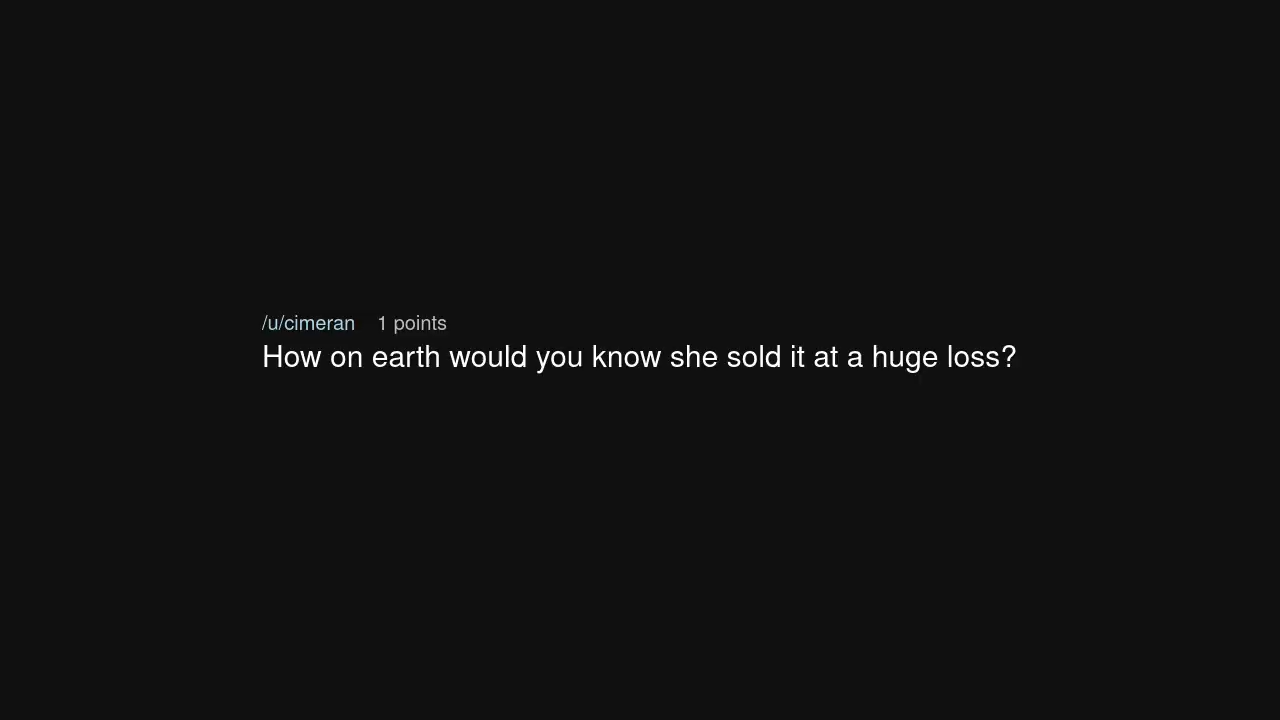 /u/cimeran 1 points
How on earth would you know she sold it at a huge loss?